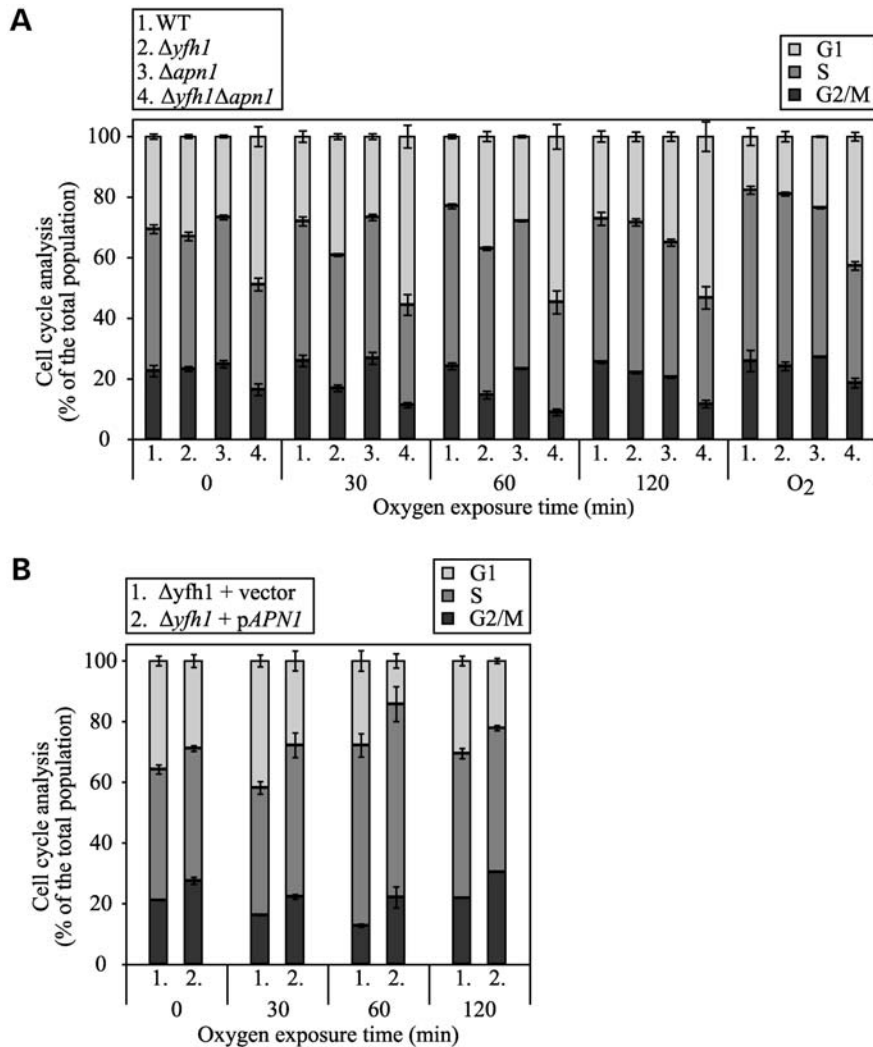 A
1. WT
2. Δyfh1
3. Δapn1
4. Δyfh1Δapn1
G1
S
G2/M
Cell cycle analysis
(% of the total population)
100
80
60
40
20
0
1. 2. 3. 4. 1. 2. 3. 4. 1. 2. 3. 4. 1. 2. 3. 4. 1. 2. 3. 4.
0 30 60 120 O2
Oxygen exposure time (min)
B
1. Δyfh1 + vector
2. Δyfh1 + pAPN1
G1
S
G2/M
Cell cycle analysis
(% of the total population)
100
80
60
40
20
0
1. 2. 1. 2. 1. 2. 1. 2.
0 30 60 120
Oxygen exposure time (min)